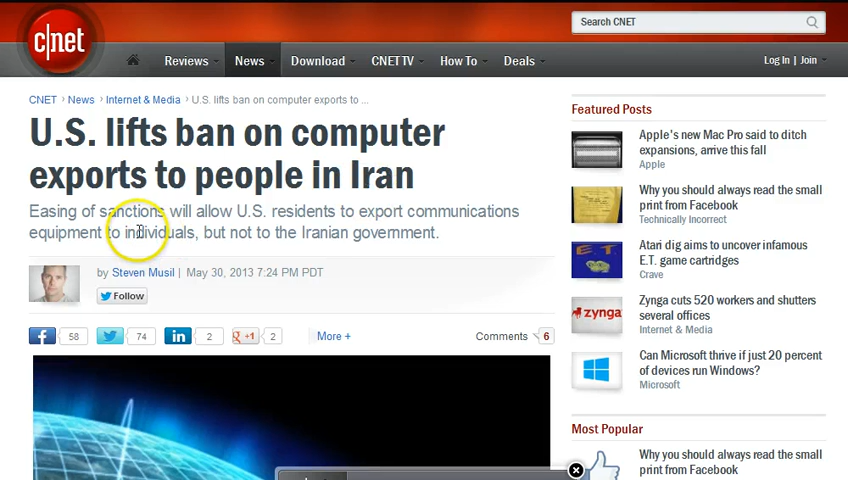 c|net
Search CNET
Reviews
News
Download
CNET TV
How To
Deals
Log In | Join
CNET › News › Internet & Media › U.S. lifts ban on computer exports to ...
U.S. lifts ban on computer
exports to people in Iran
Easing of sanctions will allow U.S. residents to export communications
equipment to individuals, but not to the Iranian government.
by Steven Musil | May 30, 2013 7:24 PM PDT
Follow
58
74
in
2
g +1
2
More +
Comments
6
Featured Posts
Apple's new Mac Pro said to ditch
expansions, arrive this fall
Apple
Why you should always read the small
print from Facebook
Technically Incorrect
Atari dig aims to uncover infamous
E.T. game cartridges
Crave
zynga
Zynga cuts 520 workers and shutters
several offices
Internet & Media
Can Microsoft thrive if just 20 percent
of devices run Windows?
Microsoft
Most Popular
Why you should always read the small
print from Facebook